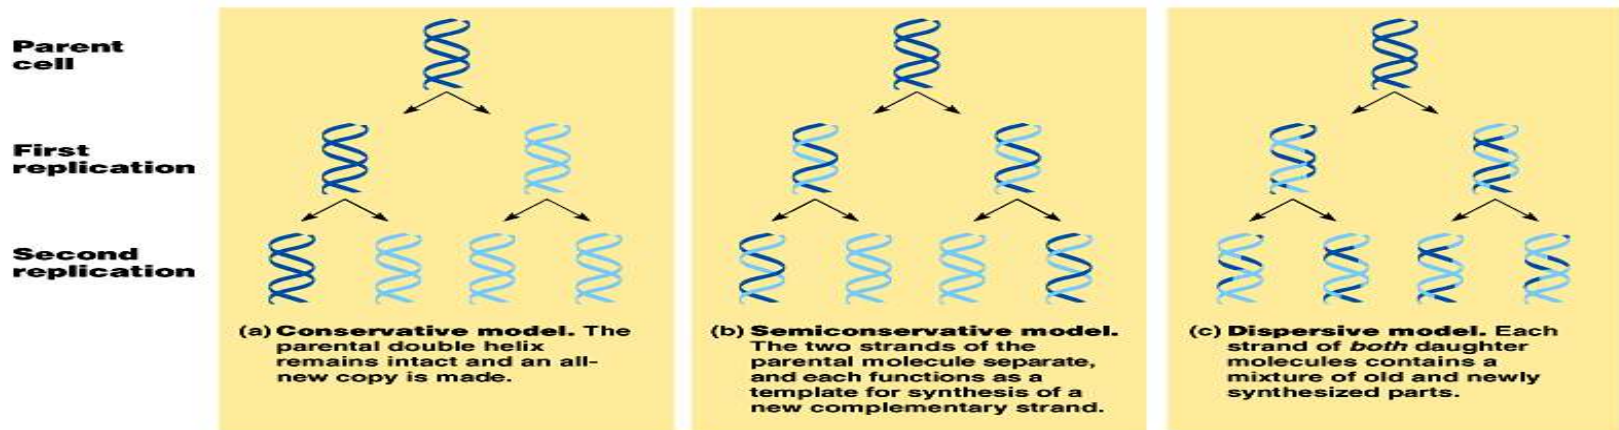 Parent
cell
First
replication
Second
replication
(a) Conservative model. The
parental double helix
remains intact and an all-
new copy is made.
(b) Semiconservative model.
The two strands of the
parental molecule separate,
and each functions as a
template for synthesis of a
new complementary strand.
(c) Dispersive model. Each
strand of both daughter
molecules contains a
mixture of old and newly
synthesized parts.